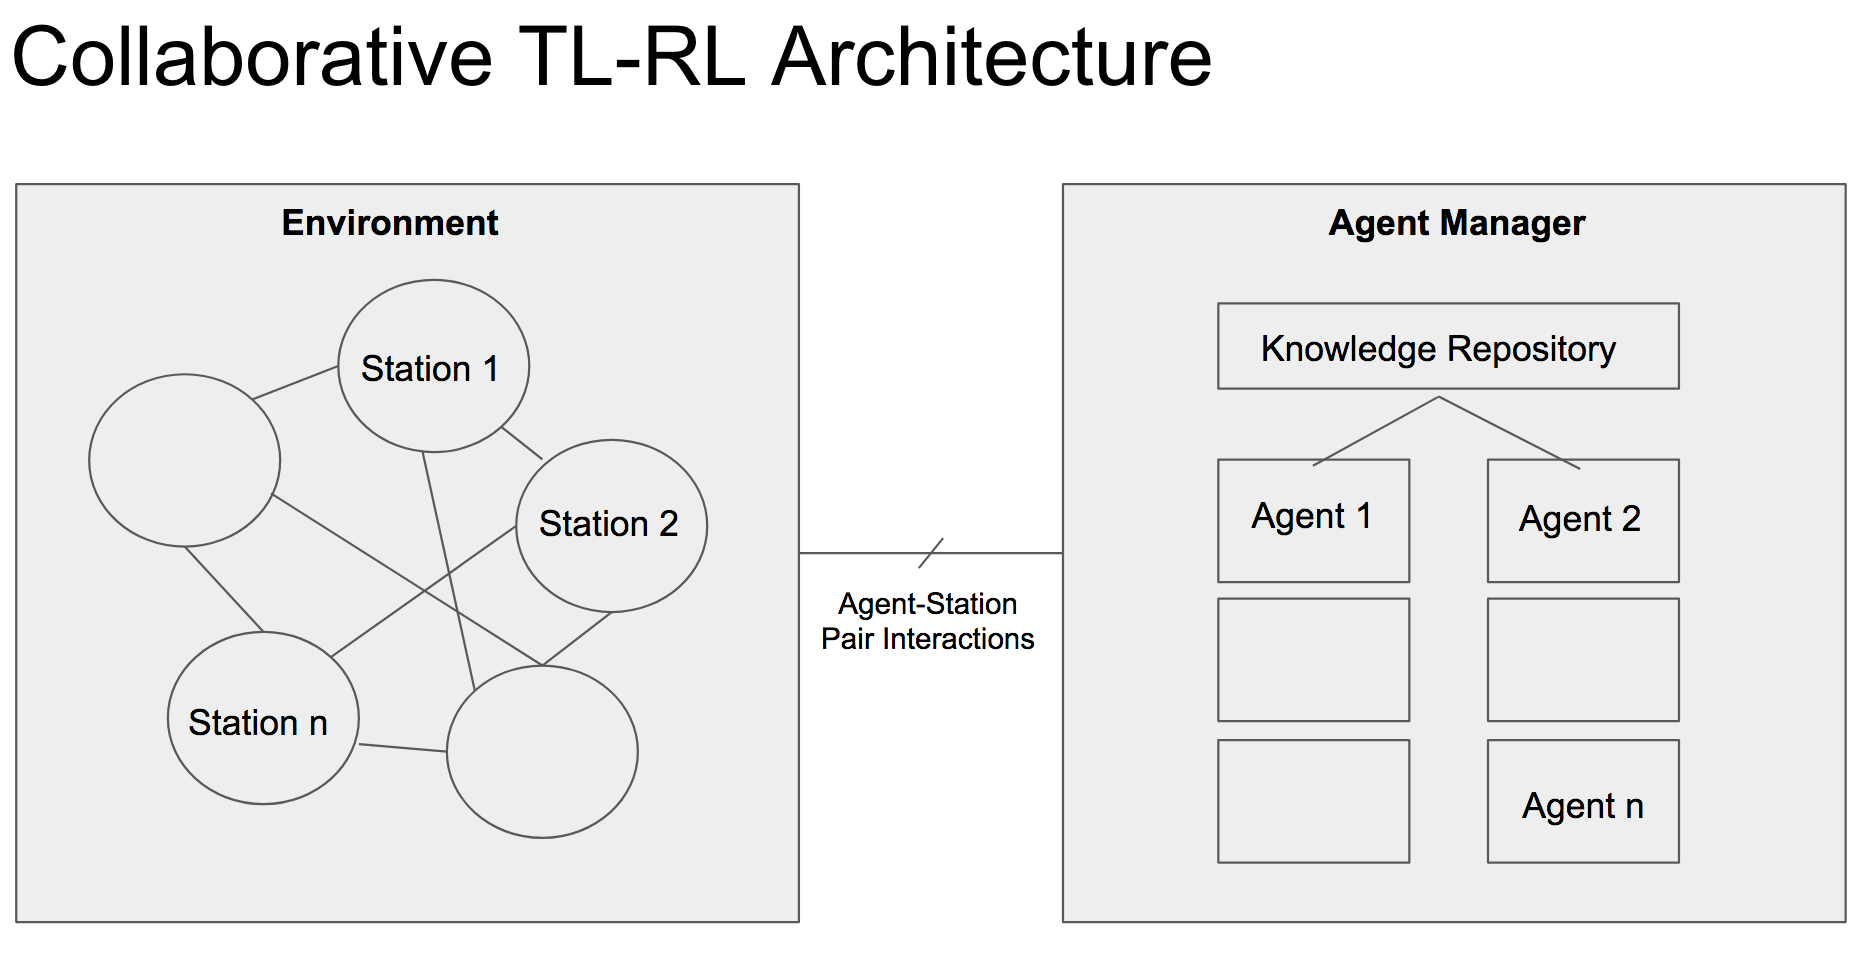 Collaborative TL-RL Architecture
Environment
Station 1
Station 2
Station n
Agent-Station
Pair Interactions
Agent Manager
Knowledge Repository
Agent 1
Agent 2
Agent n